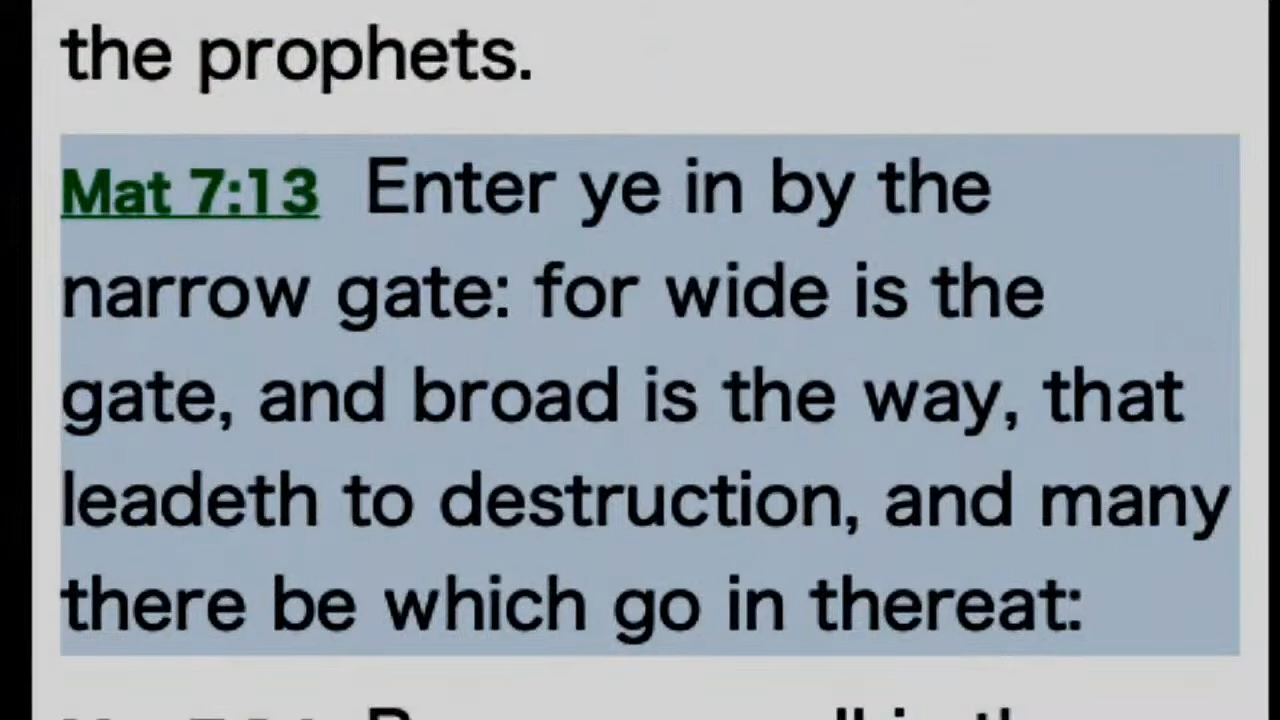 the prophets.
Mat 7:13 Enter ye in by the
narrow gate: for wide is the
gate, and broad is the way, that
leadeth to destruction, and many
there be which go in thereat: